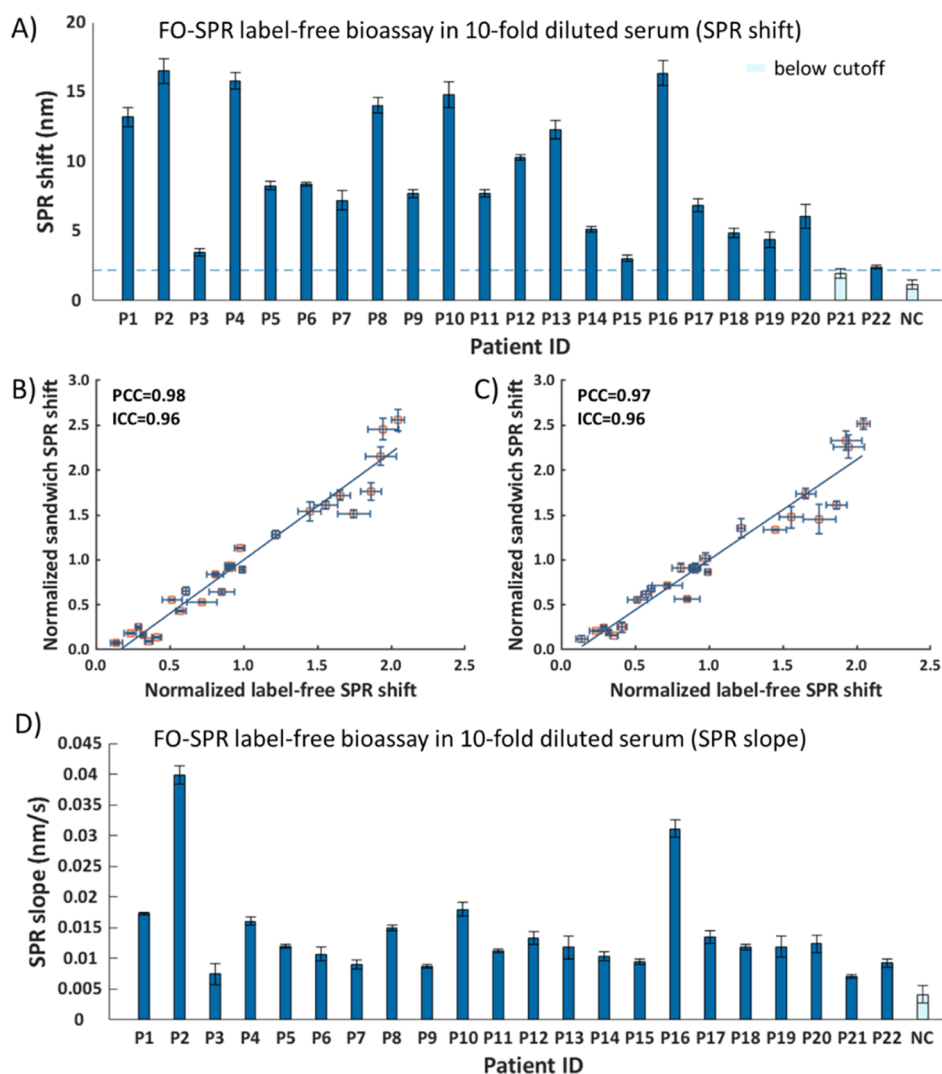 A)
FO-SPR label-free bioassay in 10-fold diluted serum (SPR shift)
below cutoff
SPR shift (nm)
20
15
10
5
0
P1 P2 P3 P4 P5 P6 P7 P8 P9 P10 P11 P12 P13 P14 P15 P16 P17 P18 P19 P20 P21 P22 NC
Patient ID
B)
PCC=0.98
ICC=0.96
Normalized sandwich SPR shift
3.0
2.5
2.0
1.5
1.0
0.5
0.0
0.0 0.5 1.0 1.5 2.0 2.5
Normalized label-free SPR shift
C)
PCC=0.97
ICC=0.96
Normalized sandwich SPR shift
3.0
2.5
2.0
1.5
1.0
0.5
0.0
0.0 0.5 1.0 1.5 2.0 2.5
Normalized label-free SPR shift
D)
FO-SPR label-free bioassay in 10-fold diluted serum (SPR slope)
SPR slope (nm/s)
0.045
0.04
0.035
0.03
0.025
0.02
0.015
0.01
0.005
0
P1 P2 P3 P4 P5 P6 P7 P8 P9 P10 P11 P12 P13 P14 P15 P16 P17 P18 P19 P20 P21 P22 NC
Patient ID